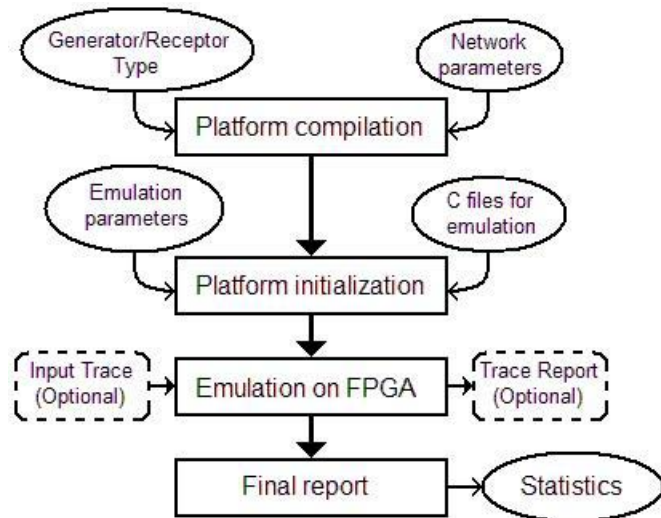 Generator/Receptor
Type
Network
parameters
Platform compilation
Emulation
parameters
C files for
emulation
Platform initialization
Input Trace
(Optional)
Emulation on FPGA
Trace Report
(Optional)
Final report
Statistics